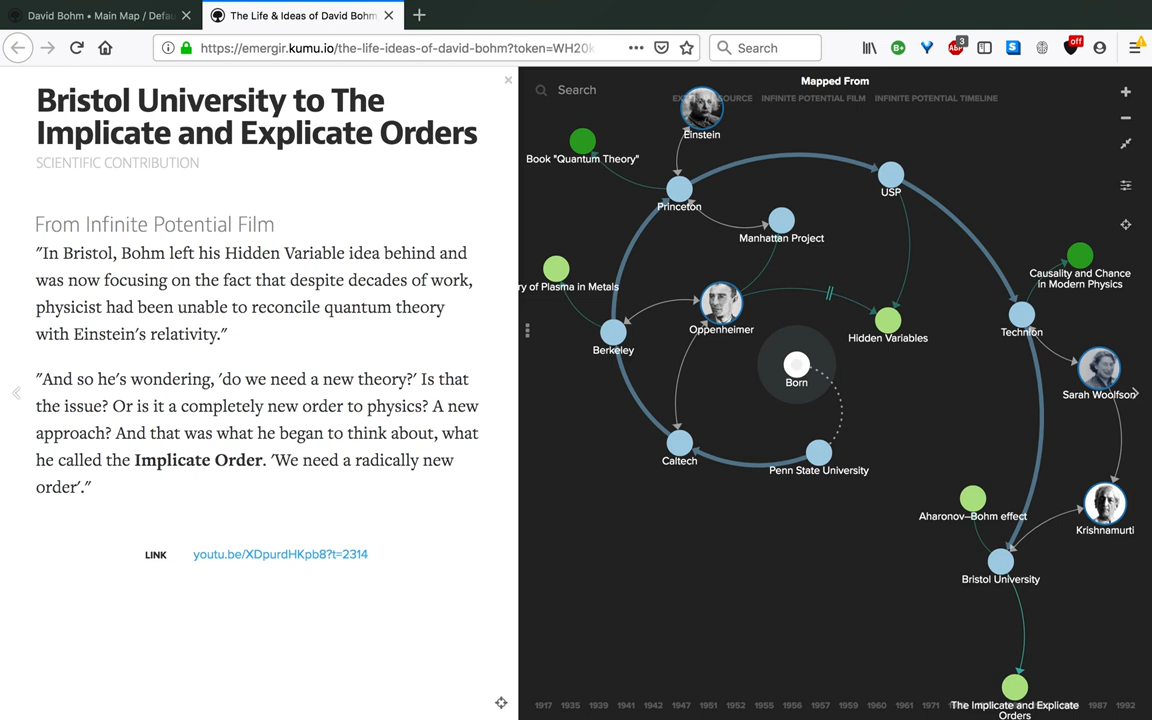 David Bohm • Main Map / Defau
The Life & Ideas of David Bohm
https://emergir.kumu.io/the-life-ideas-of-david-bohm?token=WH20k
Search
3
off
Bristol University to The
Implicate and Explicate Orders
SCIENTIFIC CONTRIBUTION
From Infinite Potential Film
"In Bristol, Bohm left his Hidden Variable idea behind and
was now focusing on the fact that despite decades of work,
physicist had been unable to reconcile quantum theory
with Einstein's relativity."
"And so he's wondering, 'do we need a new theory?' Is that
the issue? Or is it a completely new order to physics? A new
approach? And that was what he began to think about, what
he called the Implicate Order. 'We need a radically new
order'."
LINK youtu.be/XDpurdHKpb8?t=2314
Search
Mapped From
SOURCE INFINITE POTENTIAL FILM INFINITE POTENTIAL TIMELINE
Einstein
Book "Quantum Theory"
Princeton
USP
Manhattan Project
ry of Plasma in Metals
Oppenheimer
Hidden Variables
Berkeley
Born
Causality and Chance
in Modern Physics
Technion
Sarah Woolfson
Caltech
Penn State University
Aharonov–Bohm effect
Krishnamurti
Bristol University
The Implicate and Explicate
Orders
1917 1935 1939 1941 1942 1947 1951 1952 1955 1956 1957 1959 1960 1961 1971 1987 1992